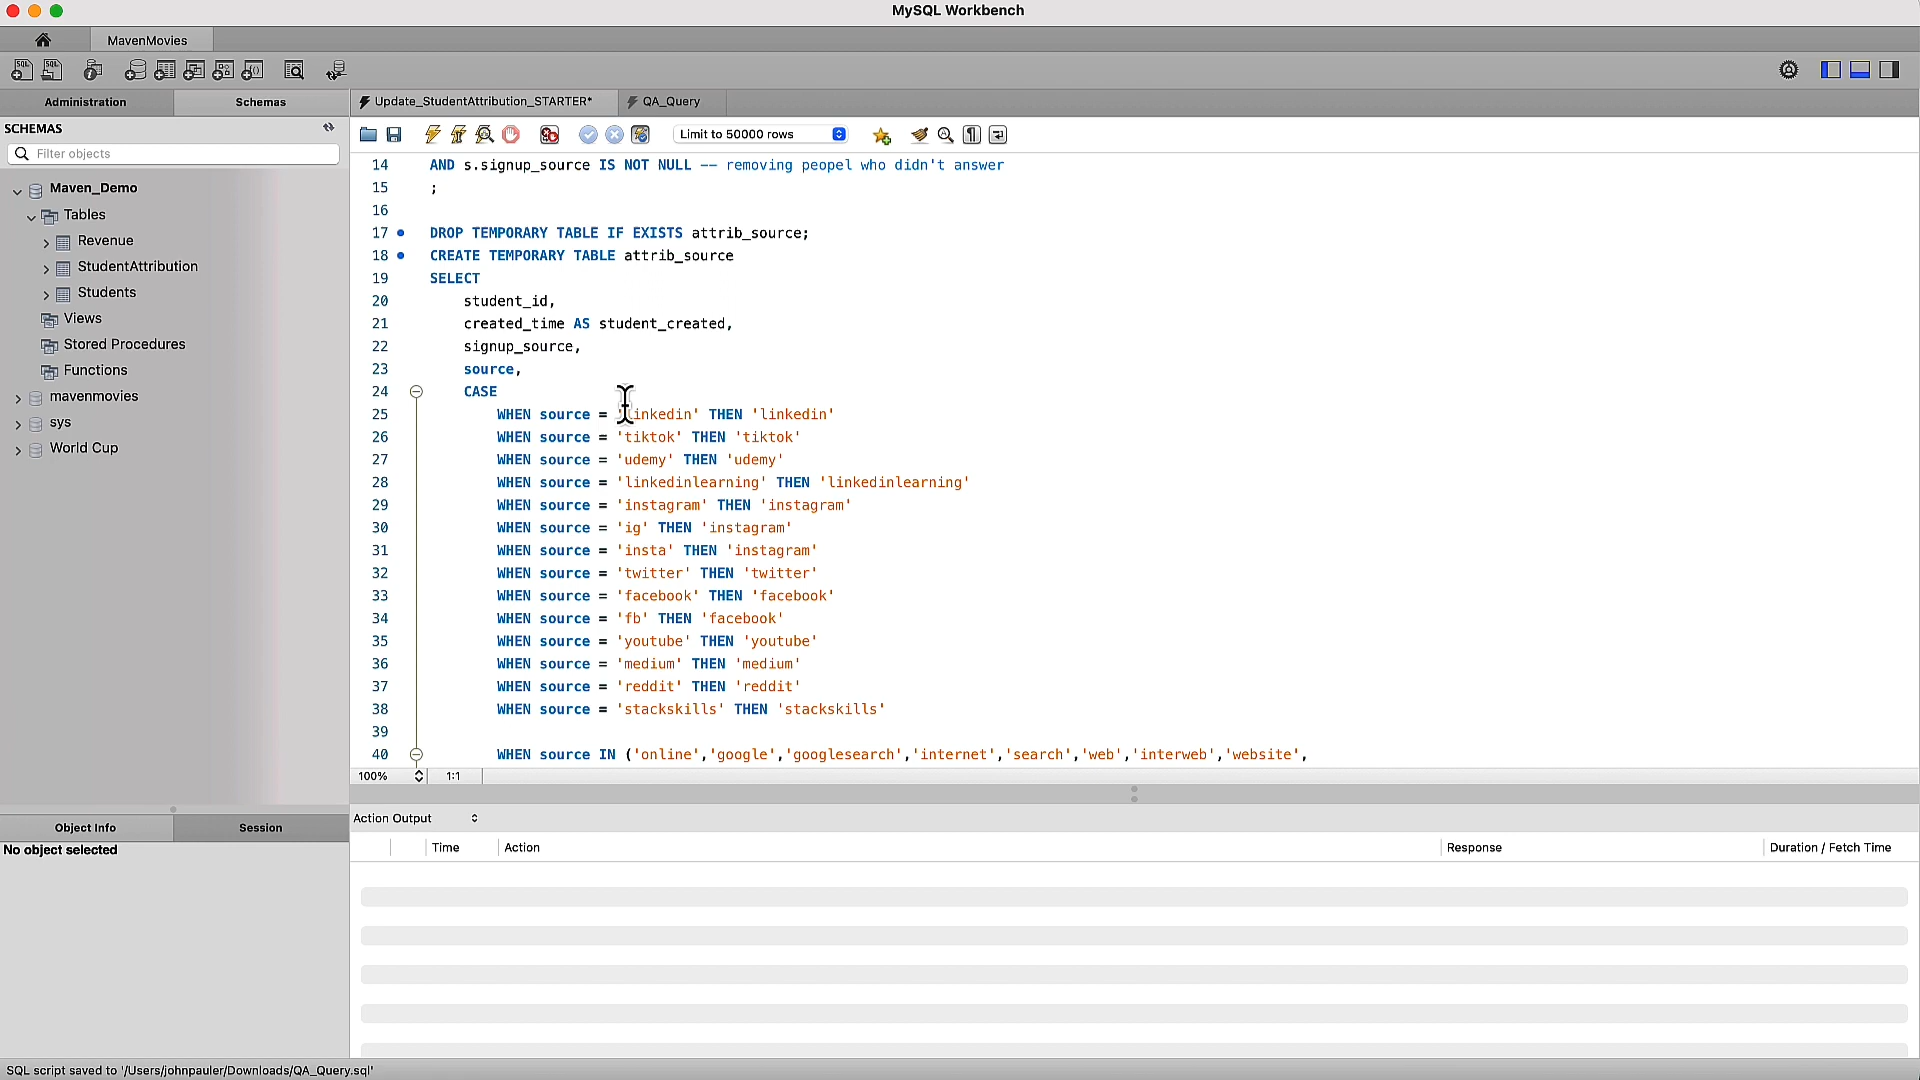 MySQL Workbench
MavenMovies
Administration
Schemas
Update_StudentAttribution_STARTER*
QA_Query
SCHEMAS
Filter objects
Maven_Demo
Tables
Revenue
StudentAttribution
Students
Views
Stored Procedures
Functions
mavenmovies
sys
World Cup
Limit to 50000 rows
14 AND s.signup_source IS NOT NULL -- removing peopel who didn't answer
15 ;
16
17 DROP TEMPORARY TABLE IF EXISTS attrib_source;
18 CREATE TEMPORARY TABLE attrib_source
19 SELECT
20 student_id,
21 created_time AS student_created,
22 signup_source,
23 source,
24 CASE
25 WHEN source = 'linkedin' THEN 'linkedin'
26 WHEN source = 'tiktok' THEN 'tiktok'
27 WHEN source = 'udemy' THEN 'udemy'
28 WHEN source = 'linkedinlearning' THEN 'linkedinlearning'
29 WHEN source = 'instagram' THEN 'instagram'
30 WHEN source = 'ig' THEN 'instagram'
31 WHEN source = 'insta' THEN 'instagram'
32 WHEN source = 'twitter' THEN 'twitter'
33 WHEN source = 'facebook' THEN 'facebook'
34 WHEN source = 'fb' THEN 'facebook'
35 WHEN source = 'youtube' THEN 'youtube'
36 WHEN source = 'medium' THEN 'medium'
37 WHEN source = 'reddit' THEN 'reddit'
38 WHEN source = 'stackskills' THEN 'stackskills'
39
40 WHEN source IN ('online','google','googlesearch','internet','search','web','interweb','website',
100% 1:1
Object Info
Session
No object selected
Action Output
Time
Action
Response
Duration / Fetch Time
SQL script saved to '/Users/johnpauler/Downloads/QA_Query.sql'